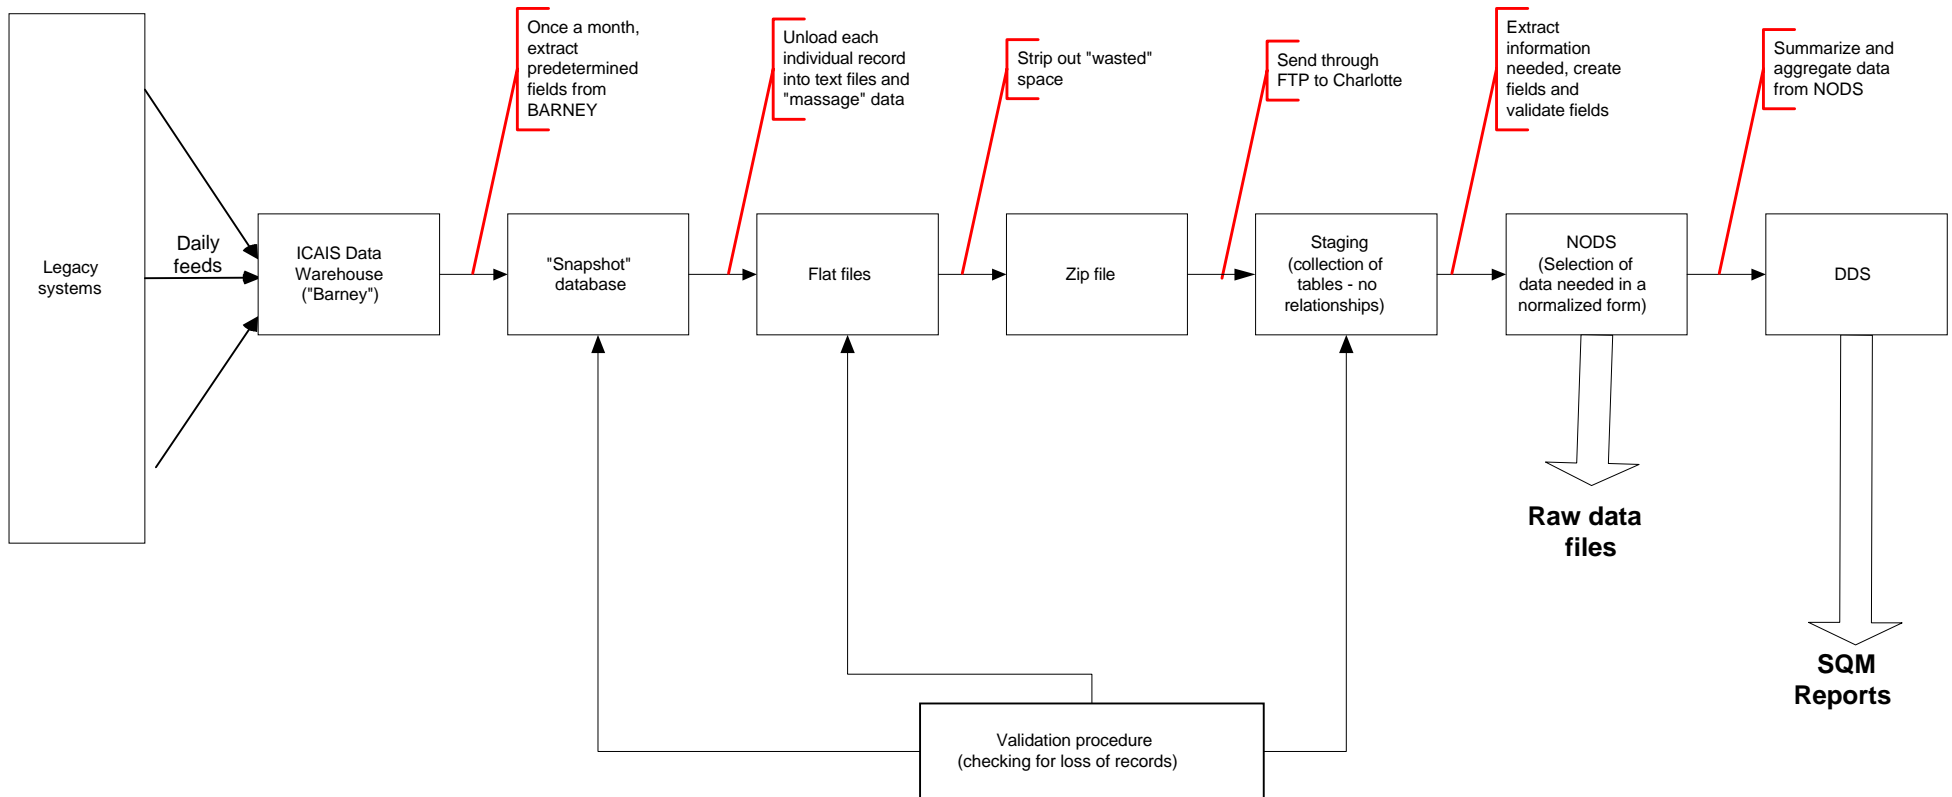 Once a month,
extract
predetermined
fields from
BARNEY
Unload each
individual record
into text files and
"massage" data
Strip out "wasted"
space
Send through
FTP to Charlotte
Extract
information
needed, create
fields and
validate fields
Summarize and
aggregate data
from NODS
Legacy
systems
Daily
feeds
ICAIS Data
Warehouse
("Barney")
"Snapshot"
database
Flat files
Zip file
Staging
(collection of
tables - no
relationships)
NODS
(Selection of
data needed in a
normalized form)
DDS
Raw data
files
SQM
Reports
Validation procedure
(checking for loss of records)